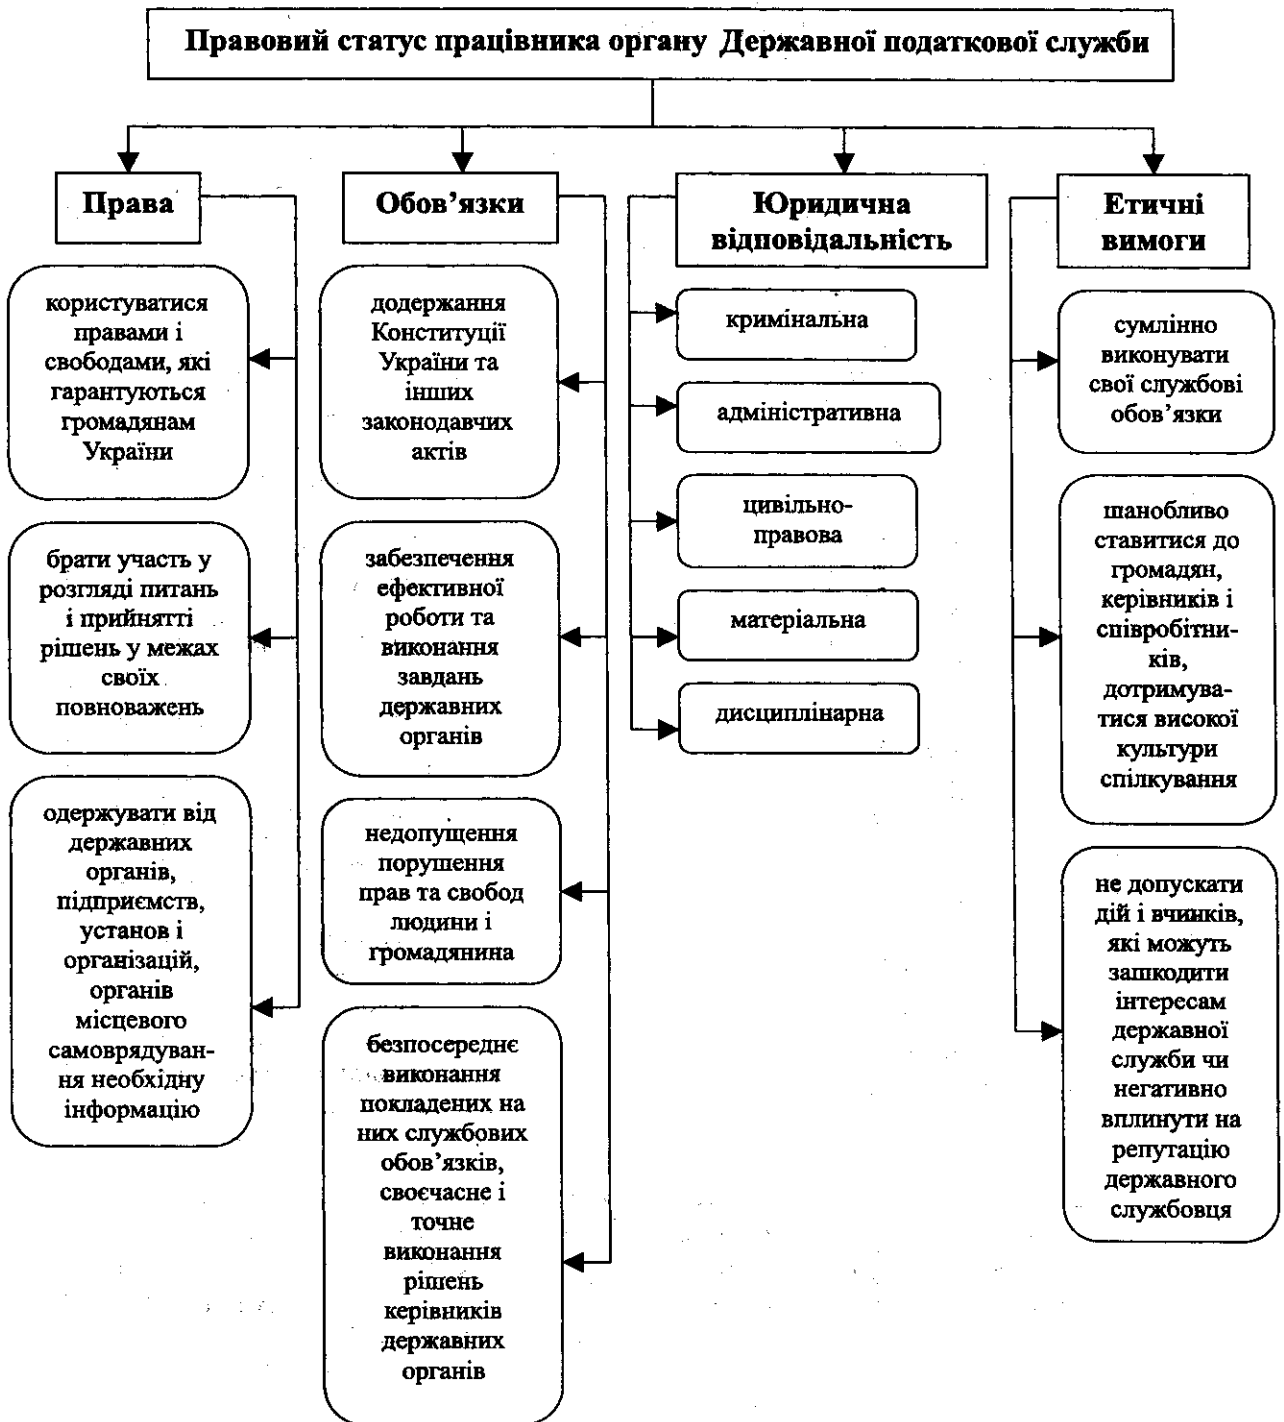 Правовий статус працівника органу Державної податкової служби
Права
користуватися
правами і
свободами, які
гарантуються
громадянам
України
брати участь у
розгляді питань
і прийнятті
рішень у межах
своїх
повноважень
одержувати від
державних
органів,
підприємств,
установ і
організацій,
органів
місцевого
самоврядуван-
ня необхідну
інформацію
Обов’язки
додержання
Конституції
України та
інших
законодавчих
актів
забезпечення
ефективної
роботи та
виконання
завдань
державних
органів
недопущення
порушення
прав та свобод
людини і
громадянина
безпосереднє
виконання
покладених на
них службових
обов’язків,
своєчасне і
точне
виконання
рішень
керівників
державних
органів
Юридична
відповідальність
кримінальна
адміністративна
цивільно-
правова
матеріальна
дисциплінарна
Етичні
вимоги
сумлінно
виконувати
свої службові
обов’язки
шанобливо
ставитися до
громадян,
керівників і
співробітни-
ків,
дотримува-
тися високої
культури
спілкування
не допускати
дій і вчинків,
які можуть
зашкодити
інтересам
державної
служби чи
негативно
вплинути на
репутацію
державного
службовця